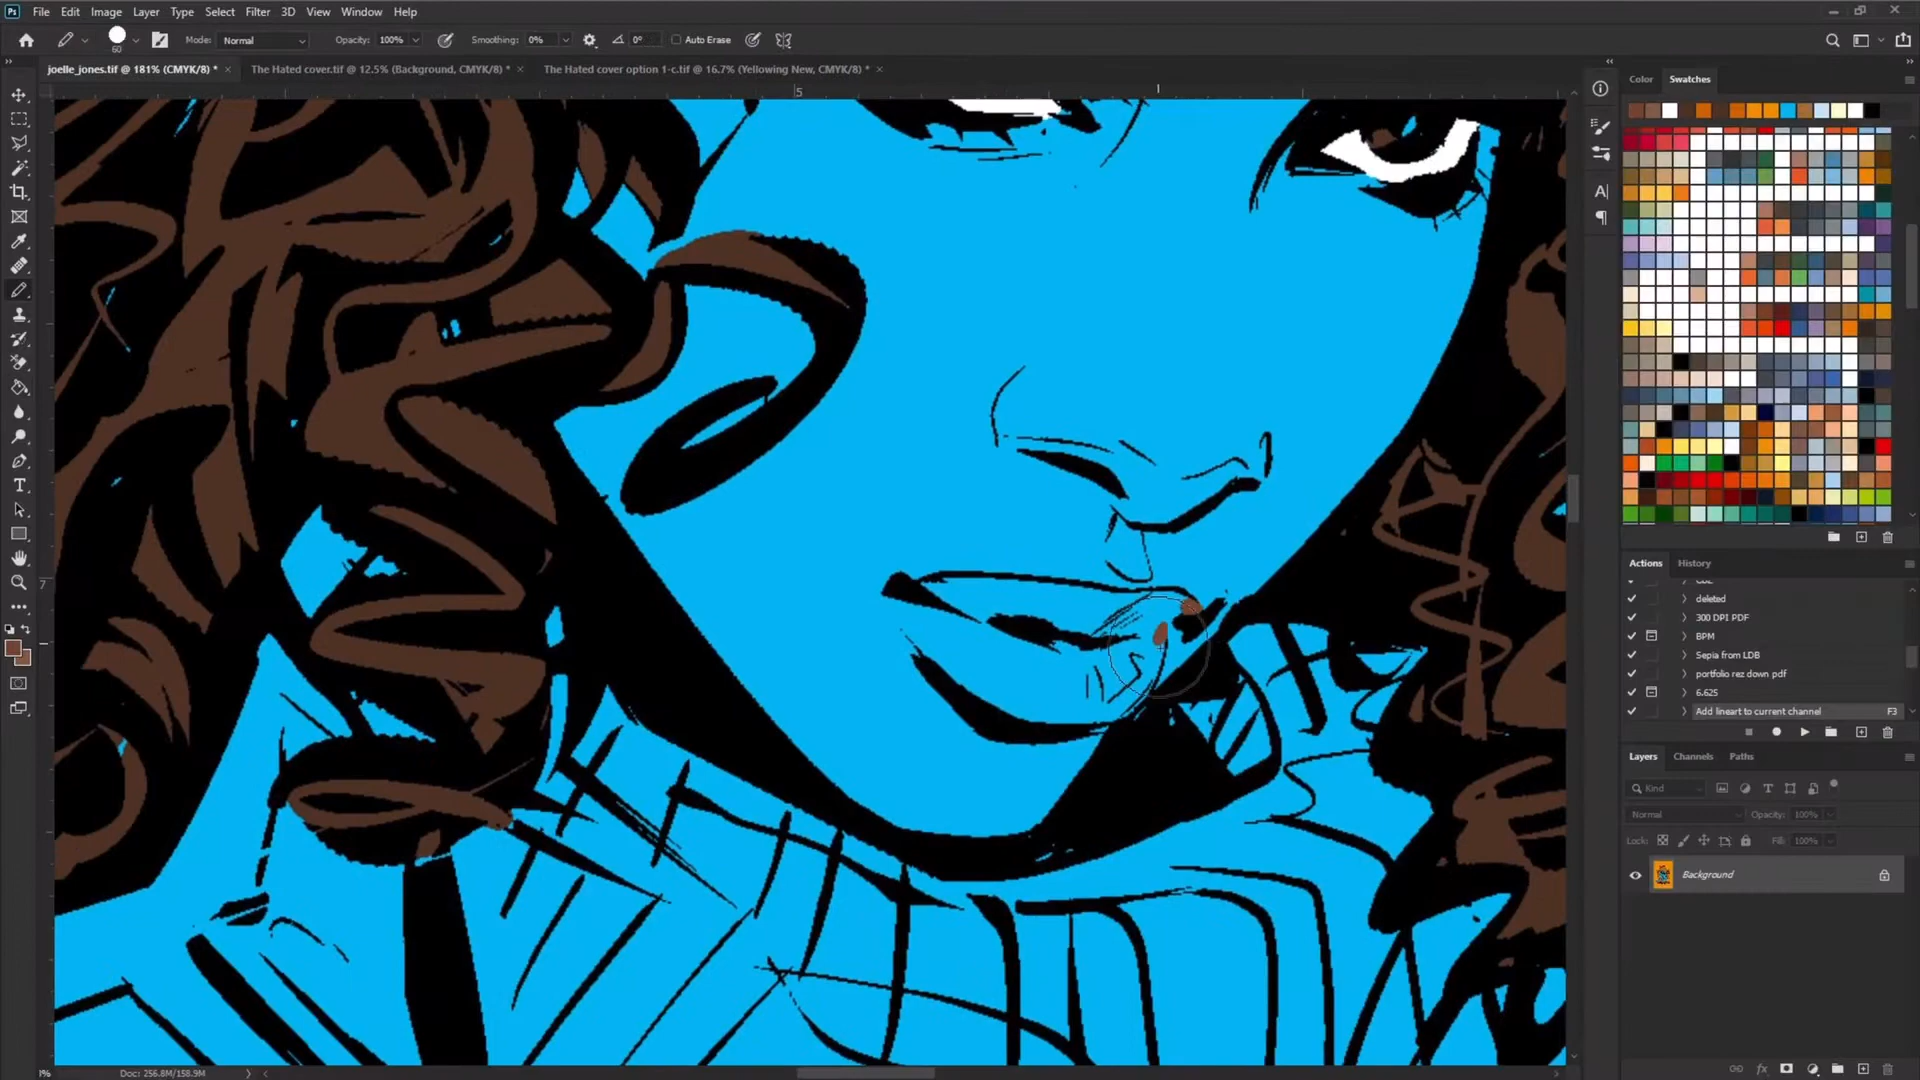 Ps File Edit Image Layer Type Select Filter 3D View Window Help
60 Mode: Normal Opacity: 100% Smoothing: 0% 0° Auto Erase
joelle_jones.tif @ 181% (CMYK/8) * × The Hated cover.tif @ 12.5% (Background, CMYK/8) * × The Hated cover option 1-c.tif @ 16.7% (Yellowing New, CMYK/8) * ×
Color Swatches
5
7
Actions History
deleted
300 DPI PDF
BPM
Sepia from LDB
portfolio rez down pdf
6.625
Add lineart to current channel F3
Layers Channels Paths
Kind
Normal Opacity: 100%
Lock: Fill: 100%
Background
Doc: 256.8M/158.9M